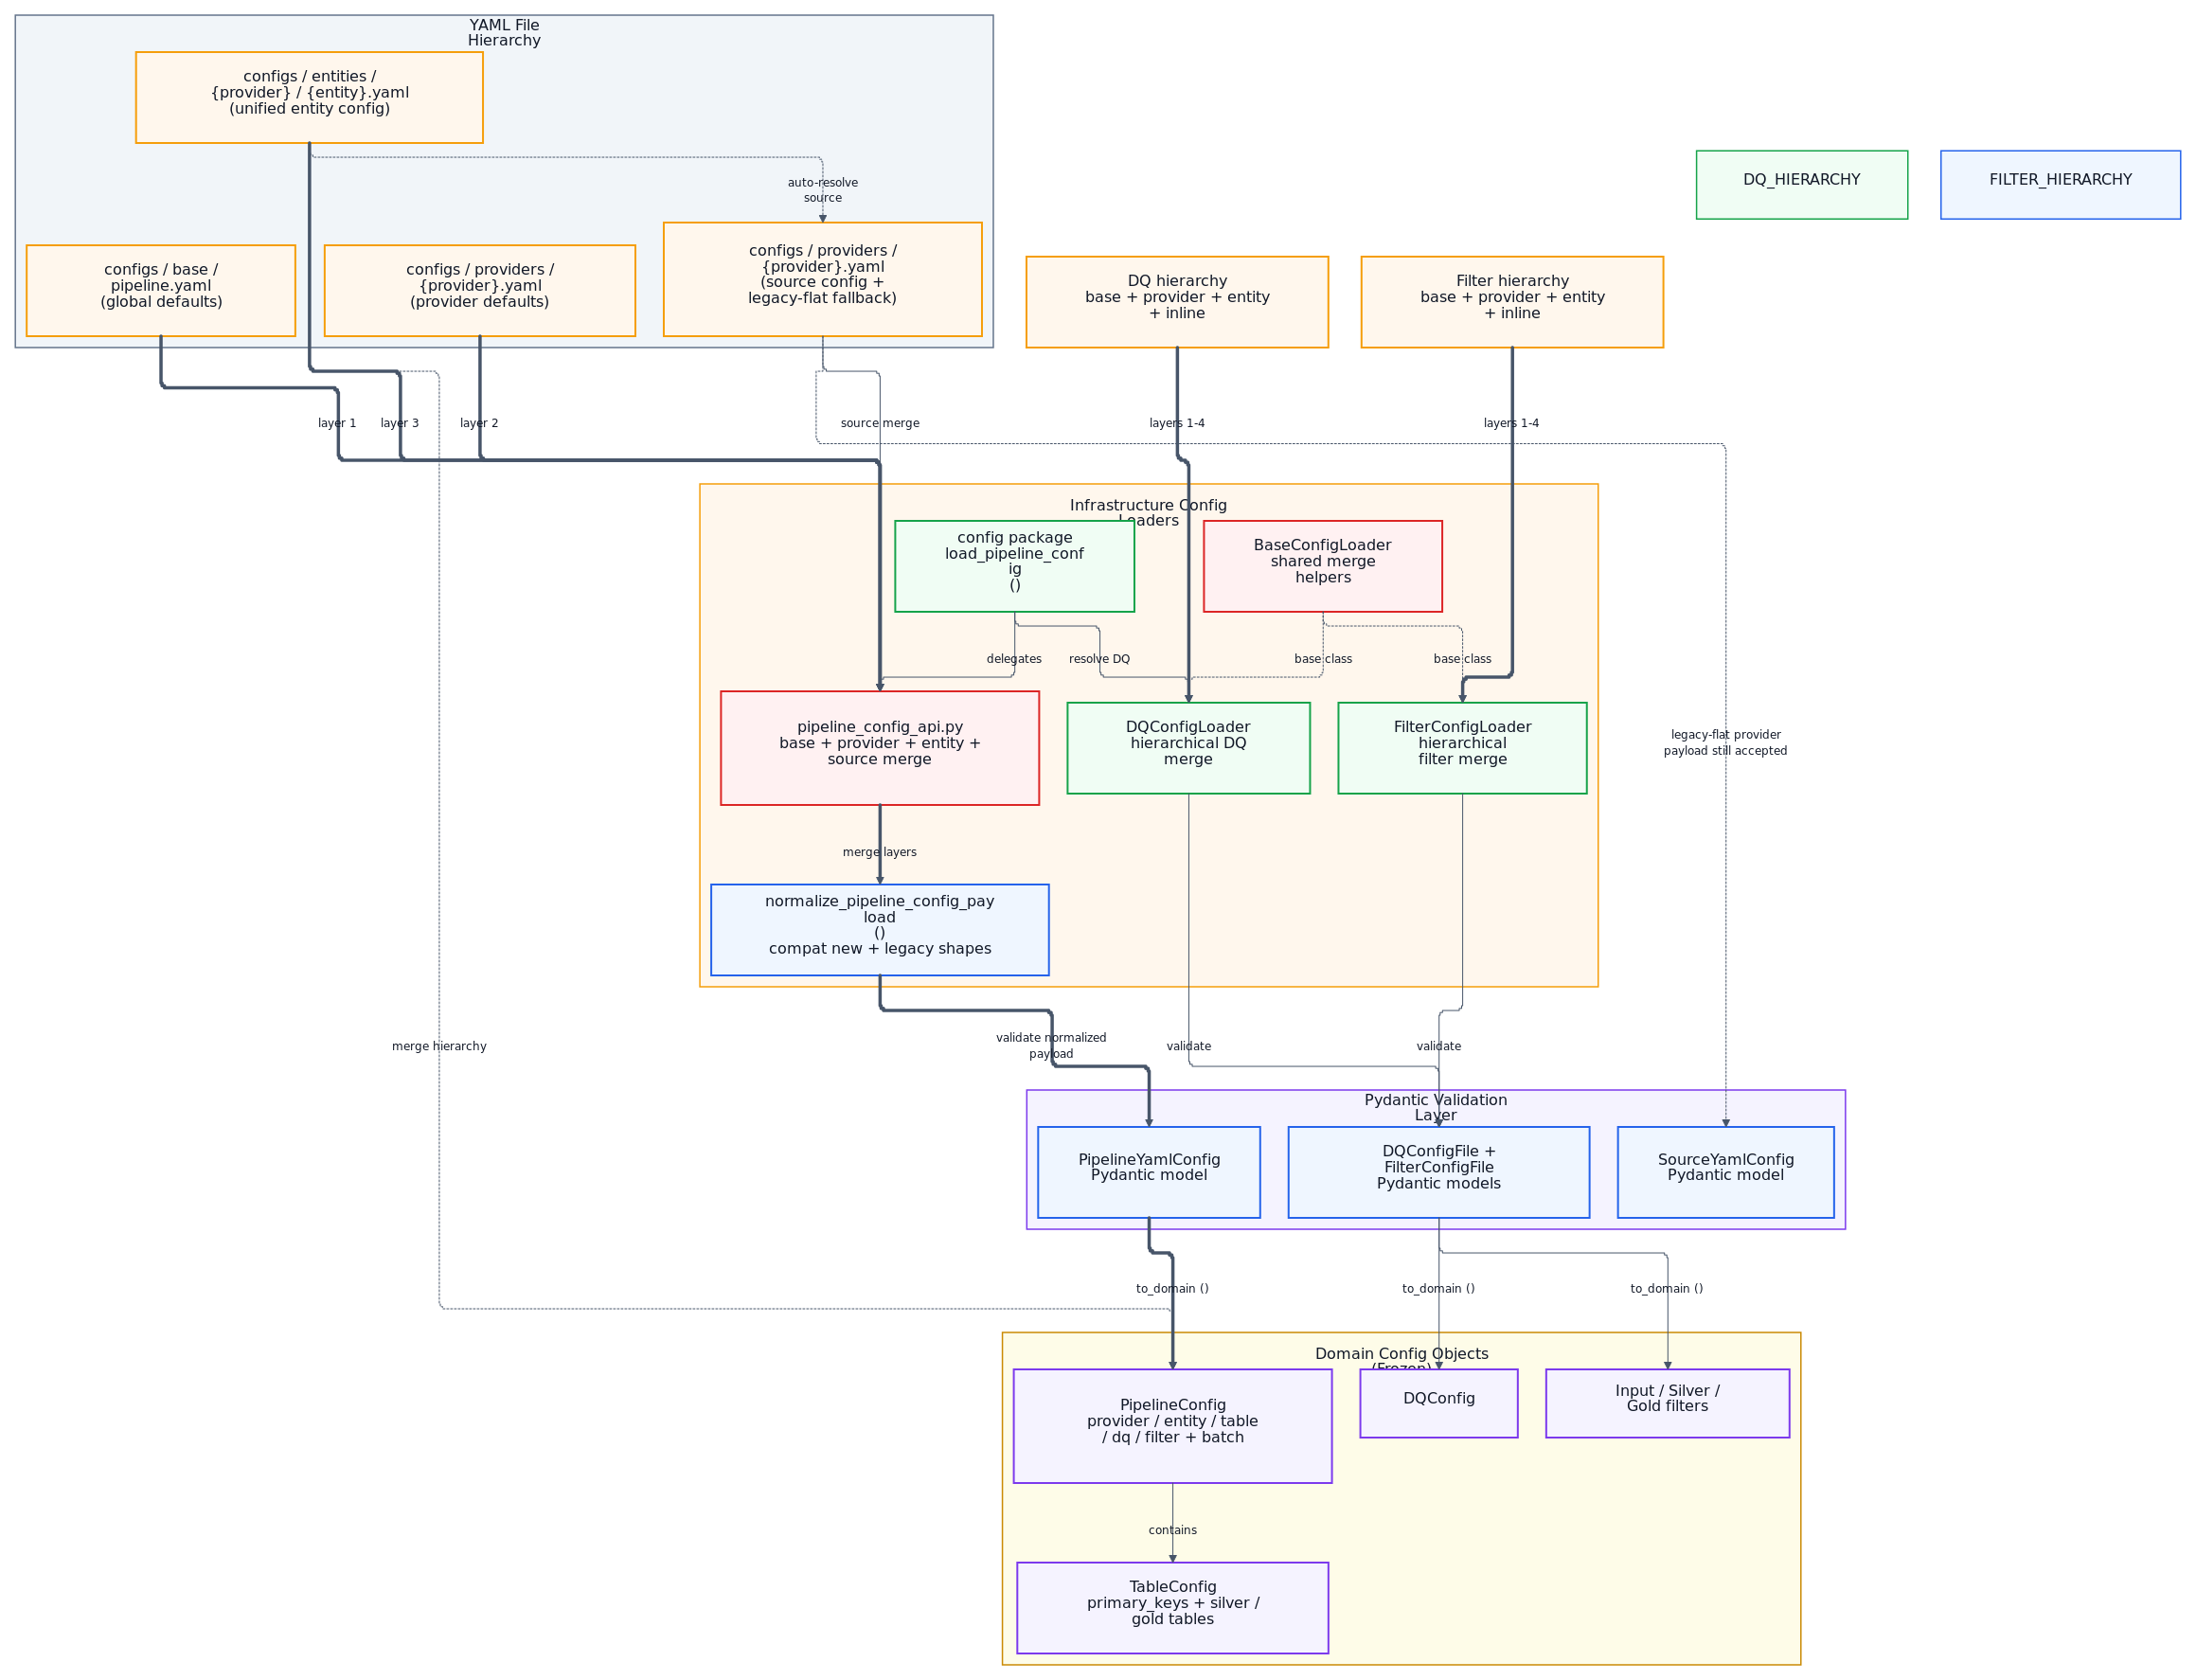 YAML File
Hierarchy
configs / entities /
{provider} / {entity}.yaml
(unified entity config)
auto-resolve
source
DQ_HIERARCHY
FILTER_HIERARCHY
configs / base /
pipeline.yaml
(global defaults)
configs / providers /
{provider}.yaml
(provider defaults)
configs / providers /
{provider}.yaml
(source config +
legacy-flat fallback)
DQ hierarchy
base + provider + entity
+ inline
Filter hierarchy
base + provider + entity
+ inline
layer 1
layer 3
layer 2
source merge
layers 1-4
layers 1-4
Infrastructure Config
Loaders
config package
load_pipeline_conf
ig
()
BaseConfigLoader
shared merge
helpers
delegates
resolve DQ
base class
base class
pipeline_config_api.py
base + provider + entity +
source merge
DQConfigLoader
hierarchical DQ
merge
FilterConfigLoader
hierarchical
filter merge
legacy-flat provider
payload still accepted
merge layers
normalize_pipeline_config_pay
load
()
compat new + legacy shapes
merge hierarchy
validate normalized
payload
validate
validate
Pydantic Validation
Layer
PipelineYamlConfig
Pydantic model
DQConfigFile +
FilterConfigFile
Pydantic models
SourceYamlConfig
Pydantic model
to_domain ()
to_domain ()
to_domain ()
Domain Config Objects
(Frozen)
PipelineConfig
provider / entity / table
/ dq / filter + batch
DQConfig
Input / Silver /
Gold filters
contains
TableConfig
primary_keys + silver /
gold tables